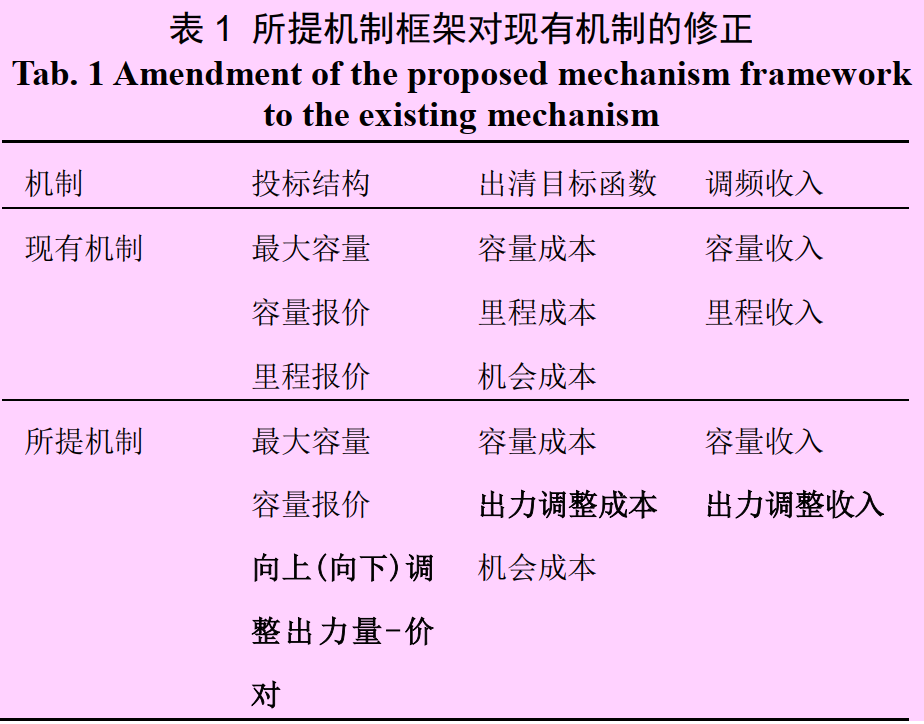 表 1 所提机制框架对现有机制的修正
Tab. 1 Amendment of the proposed mechanism framework
to the existing mechanism
机制 投标结构 出清目标函数 调频收入
现有机制 最大容量 容量成本 容量收入
容量报价 里程成本 里程收入
里程报价 机会成本
所提机制 最大容量 容量成本 容量收入
容量报价 出力调整成本 出力调整收入
向上(向下)调 机会成本
整出力量-价
对